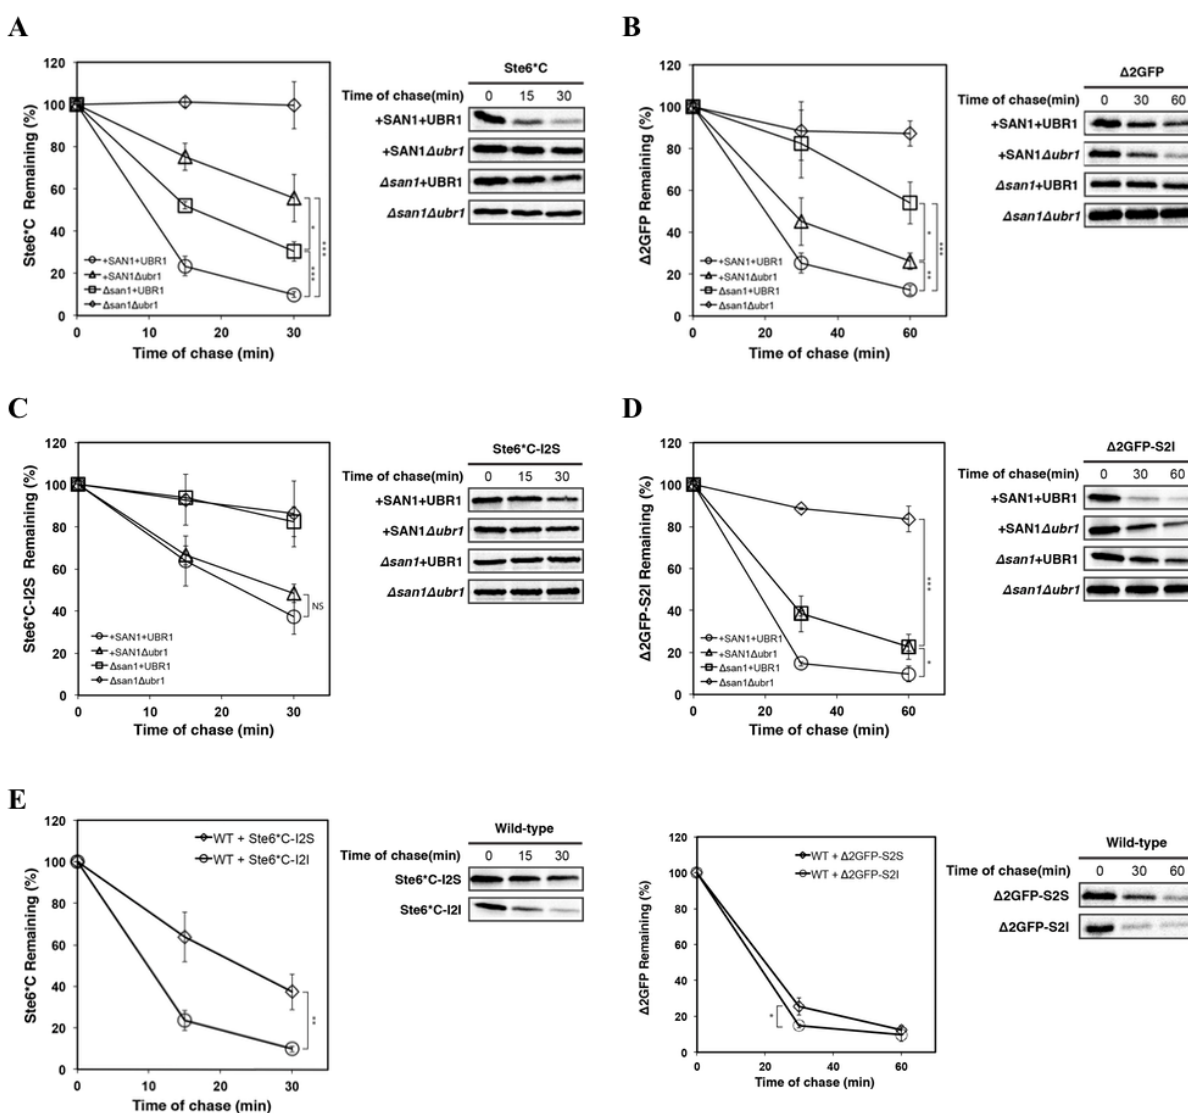 A
120
100
80
60
40
20
0
Ste6*C Remaining (%)
+SAN1+UBR1
+SAN1Δubr1
Δsan1+UBR1
Δsan1Δubr1
*
***
***
0 10 20 30
Time of chase (min)
Ste6*C
Time of chase(min) 0 15 30
+SAN1+UBR1
+SAN1Δubr1
Δsan1+UBR1
Δsan1Δubr1
B
120
100
80
60
40
20
0
Δ2GFP Remaining (%)
+SAN1+UBR1
+SAN1Δubr1
Δsan1+UBR1
Δsan1Δubr1
*
**
***
0 20 40 60
Time of chase (min)
Δ2GFP
Time of chase(min) 0 30 60
+SAN1+UBR1
+SAN1Δubr1
Δsan1+UBR1
Δsan1Δubr1
C
120
100
80
60
40
20
0
Ste6*C-I2S Remaining (%)
NS
+SAN1+UBR1
+SAN1Δubr1
Δsan1+UBR1
Δsan1Δubr1
0 10 20 30
Time of chase (min)
Ste6*C-I2S
Time of chase(min) 0 15 30
+SAN1+UBR1
+SAN1Δubr1
Δsan1+UBR1
Δsan1Δubr1
D
120
100
80
60
40
20
0
Δ2GFP-S2I Remaining (%)
***
*
+SAN1+UBR1
+SAN1Δubr1
Δsan1+UBR1
Δsan1Δubr1
0 20 40 60
Time of chase (min)
Δ2GFP-S2I
Time of chase(min) 0 30 60
+SAN1+UBR1
+SAN1Δubr1
Δsan1+UBR1
Δsan1Δubr1
E
120
100
80
60
40
20
0
Ste6*C Remaining (%)
WT + Ste6*C-I2S
WT + Ste6*C-I2I
**
0 10 20 30
Time of chase (min)
Wild-type
Time of chase(min) 0 15 30
Ste6*C-I2S
Ste6*C-I2I
120
100
80
60
40
20
0
Δ2GFP Remaining (%)
WT + Δ2GFP-S2S
WT + Δ2GFP-S2I
*
0 20 40 60
Time of chase (min)
Wild-type
Time of chase(min) 0 30 60
Δ2GFP-S2S
Δ2GFP-S2I